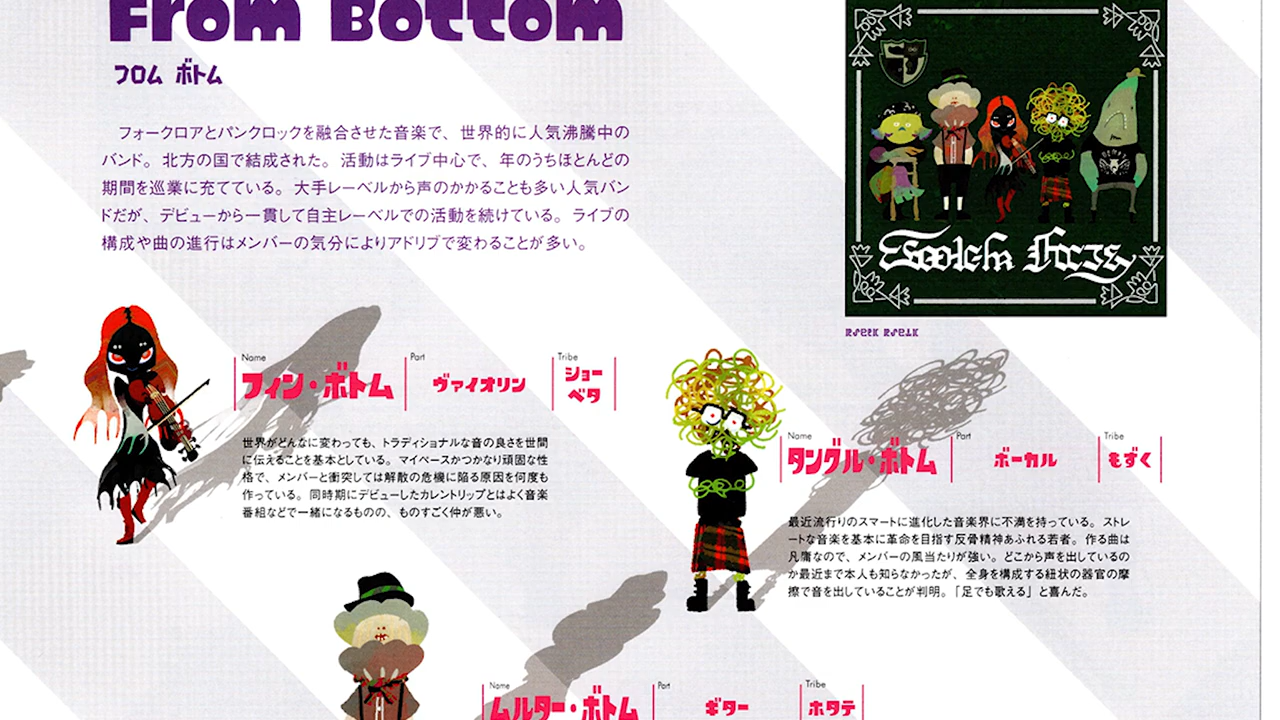 From Bottom
フロム ボトム
フォークロアとパンクロックを融合させた音楽で、世界的に人気沸騰中の
バンド。北方の国で結成された。活動はライブ中心で、年のうちほとんどの
期間を巡業に充てている。大手レーベルから声のかかることも多い人気バン
ドだが、デビューから一貫して自主レーベルでの活動を続けている。ライブの
構成や曲の進行はメンバーの気分によりアドリブで変わることが多い。
Name
フィン・ボトム
Part
ヴァイオリン
Tribe
ショー
ベタ
世界がどんなに変わっても、トラディショナルな音の良さを世間
に伝えることを基本としている。マイペースかつかなり頑固な性
格で、メンバーと衝突しては解散の危機に陥る原因を何度も
作っている。同時期にデビューしたカレントリップとはよく音楽
番組などで一緒になるものの、ものすごく仲が悪い。
Name
タングル・ボトム
Part
ボーカル
Tribe
もずく
最近流行りのスマートに進化した音楽界に不満を持っている。ストレ
ートな音楽を基本に革命を目指す反骨精神あふれる若者。作る曲は
凡庸なので、メンバーの風当たりが強い。どこから声を出しているの
か最近まで本人も知らなかったが、全身を構成する紐状の器官の摩
擦で音を出していることが判明。「足でも歌える」と喜んだ。
Name
ムルター・ボトム
Part
ギター
Tribe
ホタテ